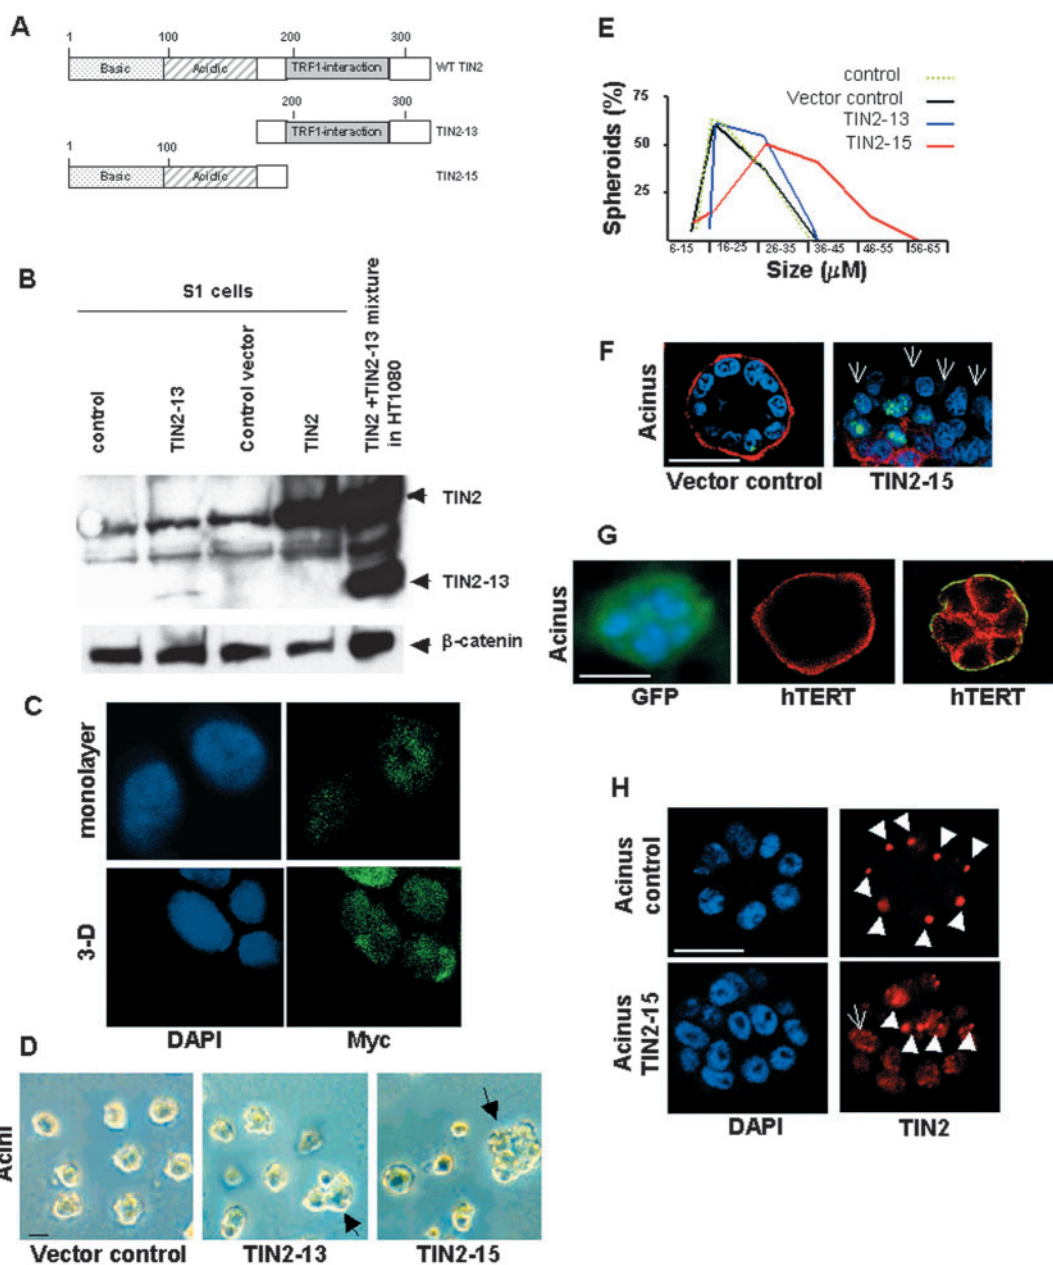 A
1 100 200 300
Basic Acidic TRF1-interaction WT TIN2
200 300
TRF1-interaction TIN2-13
1 100
Basic Acidic TIN2-15
B
S1 cells
control
TIN2-13
Control vector
TIN2
TIN2 +TIN2-13 mixture
in HT1080
TIN2
TIN2-13
β-catenin
C
monolayer
3-D
DAPI Myc
D
Acini
Vector control TIN2-13 TIN2-15
E
Spheroids (%)
75
50
25
control
Vector control
TIN2-13
TIN2-15
6-15 16-25 26-35 36-45 46-55 56-65
Size (μM)
F
Acinus
Vector control TIN2-15
G
Acinus
GFP hTERT hTERT
H
Acinus
control
Acinus
TIN2-15
DAPI TIN2